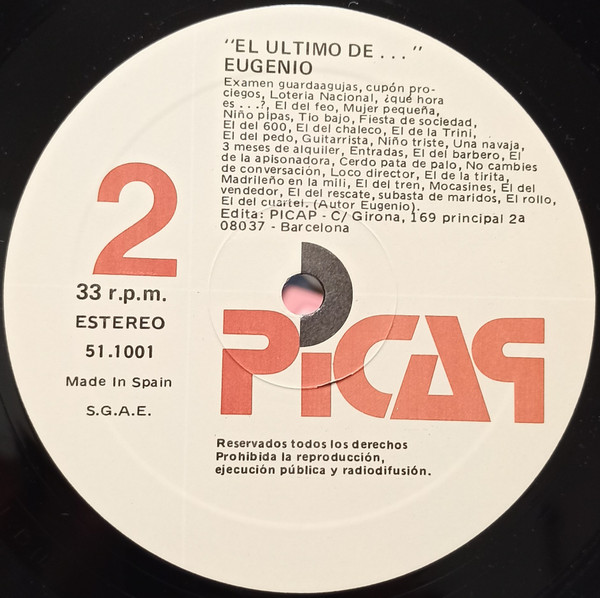 "EL ULTIMO DE . . . "
EUGENIO
Examen guardaagujas, cupón pro-
ciegos, Loteria Nacional, ¿qué hora
es ...?, El del feo, Mujer pequeña,
Niño pipas, Tio bajo, Fiesta de sociedad,
El del 600, El del chaleco, El de la Trini,
El del pedo, Guitarrista, Niño triste, Una navaja,
3 meses de alquiler, Entradas, El del barbero, El
de la apisonadora, Cerdo pata de palo, No cambies
de conversación, Loco director, El de la tirita,
Madrileño en la mili, El del tren, Mocasines, El del
vendedor, El del rescate, subasta de maridos, El rollo,
El del cuartel. (Autor Eugenio).
Edita: PICAP - C/ Girona, 169 principal 2a
08037 - Barcelona
2
33 r.p.m.
ESTEREO
51.1001
Made In Spain
S.G.A.E.
PiCAP
Reservados todos los derechos
Prohibida la reproducción,
ejecución pública y radiodifusión.